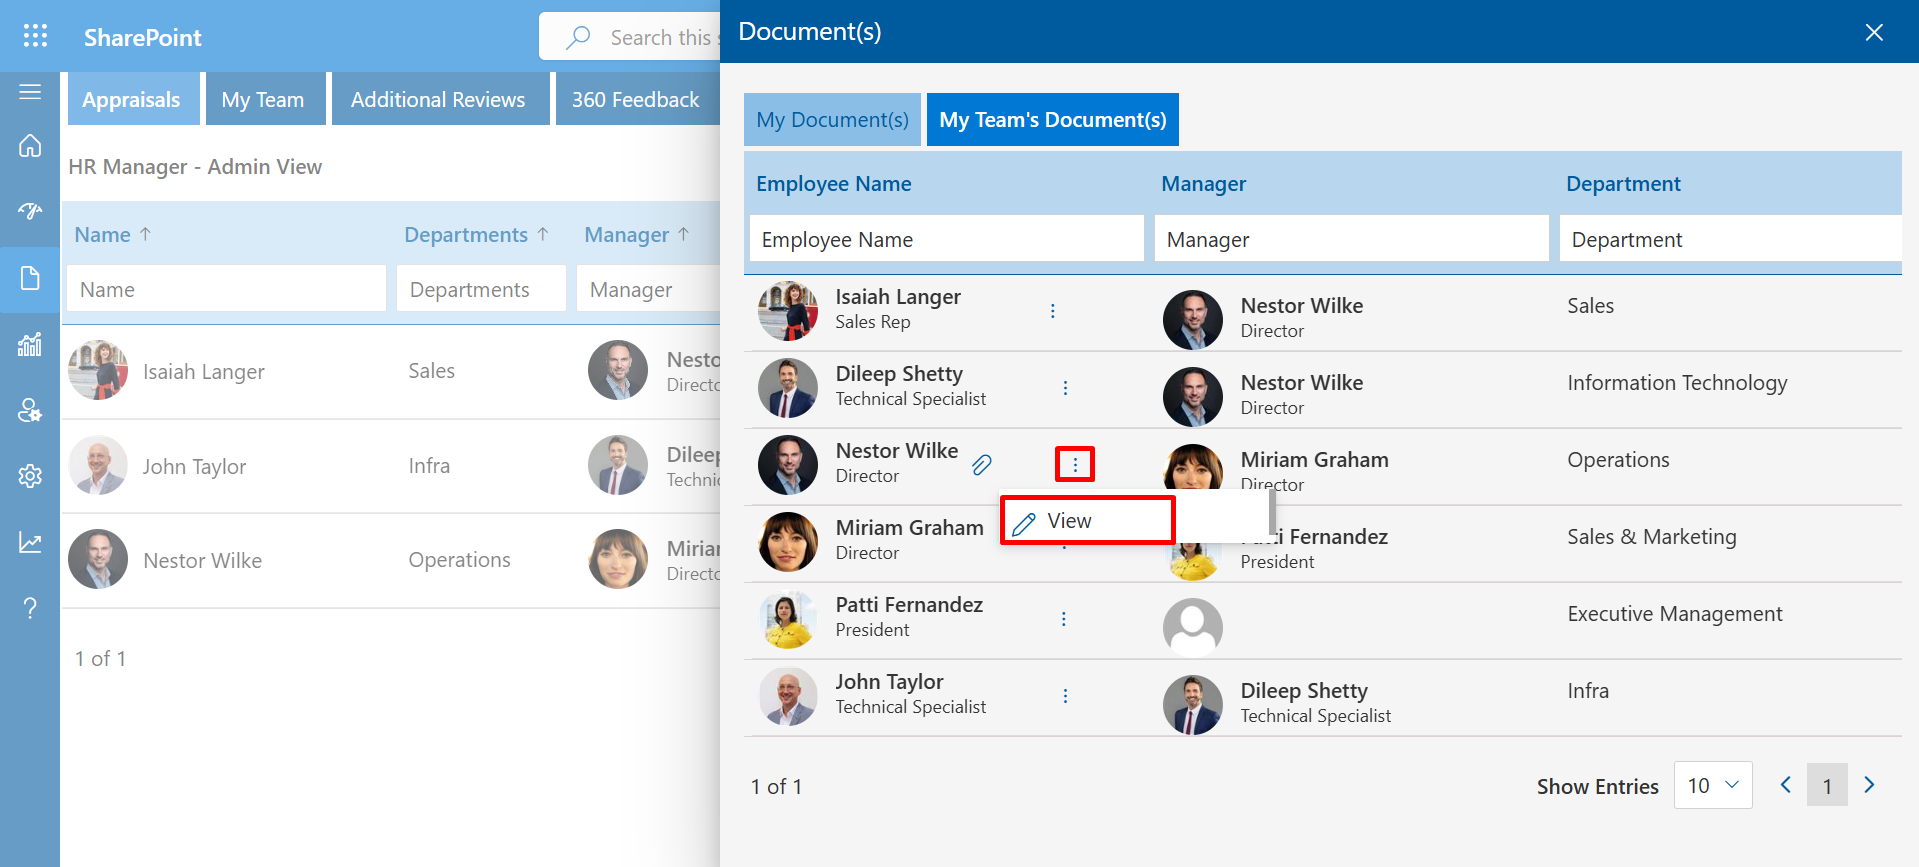 SharePoint
Search this s
Appraisals
My Team
Additional Reviews
360 Feedback
HR Manager - Admin View
Name ↑ Departments ↑ Manager ↑
Name Departments Manager
Isaiah Langer Sales Nesto
Directo
John Taylor Infra Dileep
Technic
Nestor Wilke Operations Miriam
Directo
1 of 1
Document(s)
My Document(s)
My Team's Document(s)
Employee Name Manager Department
Employee Name Manager Department
Isaiah Langer
Sales Rep
Nestor Wilke
Director
Sales
Dileep Shetty
Technical Specialist
Nestor Wilke
Director
Information Technology
Nestor Wilke
Director
Miriam Graham
Director
Operations
View
Miriam Graham
Director
Patti Fernandez
President
Sales & Marketing
Patti Fernandez
President
Executive Management
John Taylor
Technical Specialist
Dileep Shetty
Technical Specialist
Infra
1 of 1
Show Entries 10 1